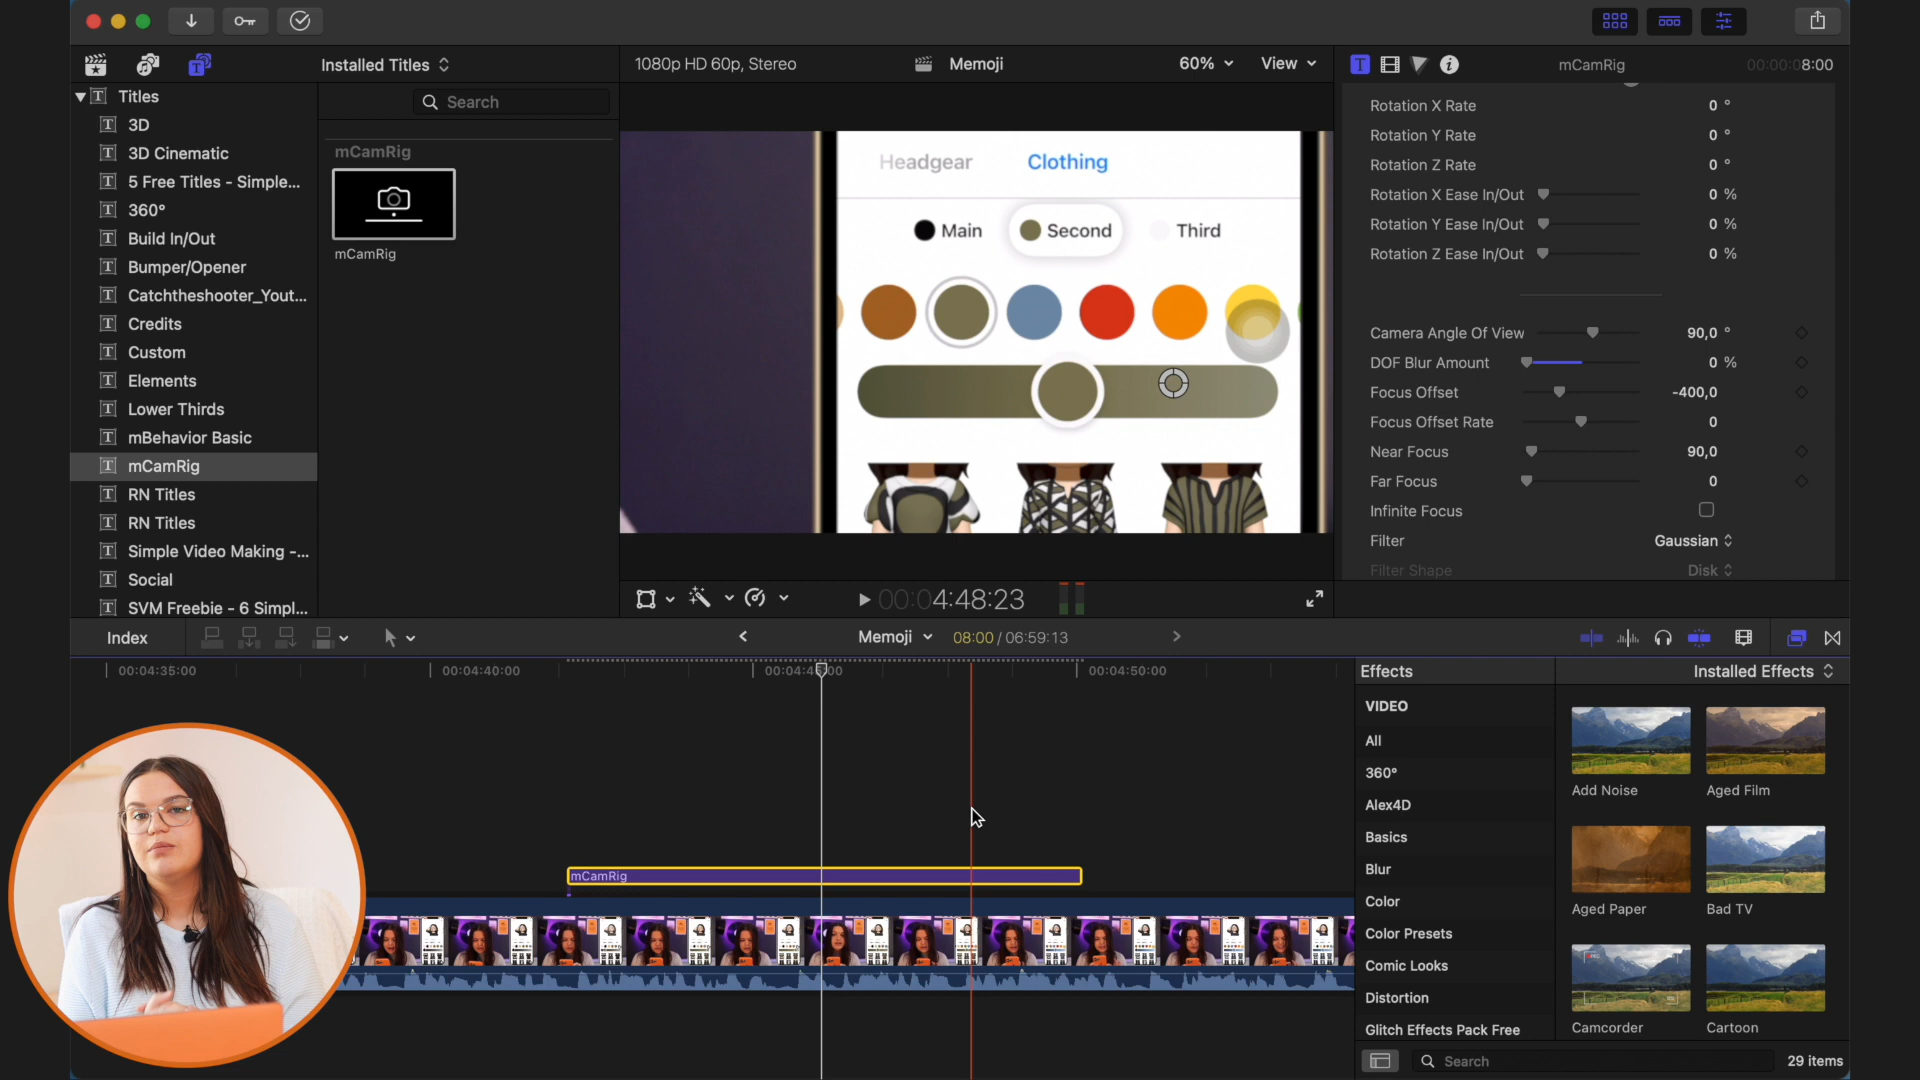 Installed Titles
1080p HD 60p, Stereo
Memoji
60%
View
mCamRig
00:00:08:00
Titles
Search
3D
3D Cinematic
5 Free Titles - Simple...
360°
Build In/Out
Bumper/Opener
Catchtheshooter_Yout...
Credits
Custom
Elements
Lower Thirds
mBehavior Basic
mCamRig
RN Titles
RN Titles
Simple Video Making -...
Social
SVM Freebie - 6 Simpl...
mCamRig
mCamRig
Headgear
Clothing
Main
Second
Third
Rotation X Rate 0 °
Rotation Y Rate 0 °
Rotation Z Rate 0 °
Rotation X Ease In/Out 0 %
Rotation Y Ease In/Out 0 %
Rotation Z Ease In/Out 0 %
Camera Angle Of View 90,0 °
DOF Blur Amount 0 %
Focus Offset -400,0
Focus Offset Rate 0
Near Focus 90,0
Far Focus 0
Infinite Focus
Filter Gaussian
Filter Shape Disk
00:04:48:23
Index
Memoji
08:00 / 06:59:13
00:04:35:00
00:04:40:00
00:04:50:00
mCamRig
Effects
Installed Effects
VIDEO
All
360°
Alex4D
Basics
Blur
Color
Color Presets
Comic Looks
Distortion
Glitch Effects Pack Free
Add Noise
Aged Film
Aged Paper
Bad TV
Camcorder
Cartoon
Search
29 items